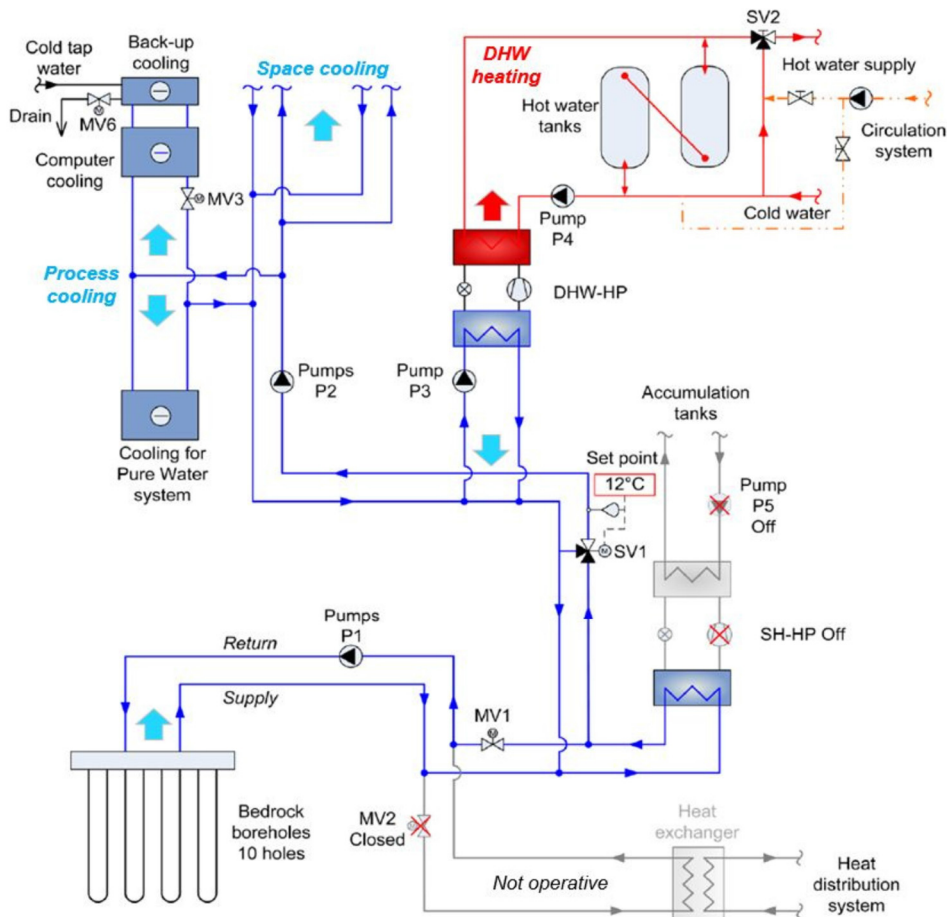 Back-up
cooling
Cold tap
water
Drain
MV6
Computer
cooling
MV3
Space cooling
Process
cooling
Cooling for
Pure Water
system
DHW
heating
Hot water
tanks
SV2
Hot water supply
Circulation
system
Cold water
Pump
P4
DHW-HP
Pumps
P2
Pump
P3
Accumulation
tanks
Set point
12°C
M
SV1
Pump
P5
Off
SH-HP Off
Pumps
P1
Return
Supply
MV1
Bedrock
boreholes
10 holes
MV2
Closed
Heat
exchanger
Not operative
Heat
distribution
system